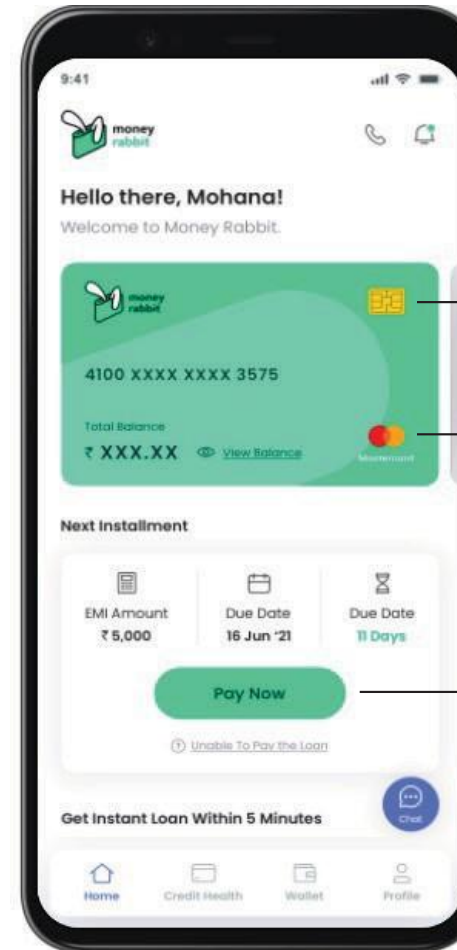 9:41
money
rabbit
Hello there, Mohana!
Welcome to Money Rabbit.
money
rabbit
4100 XXXX XXXX 3575
Total Balance
₹ XXX.XX View Balance
Mastercard
Next Installment
EMI Amount Due Date Due Date
₹ 5,000 16 Jun '21 11 Days
Pay Now
? Unable To Pay the Loan
Get Instant Loan Within 5 Minutes
Chat
Home Credit Health Wallet Profile